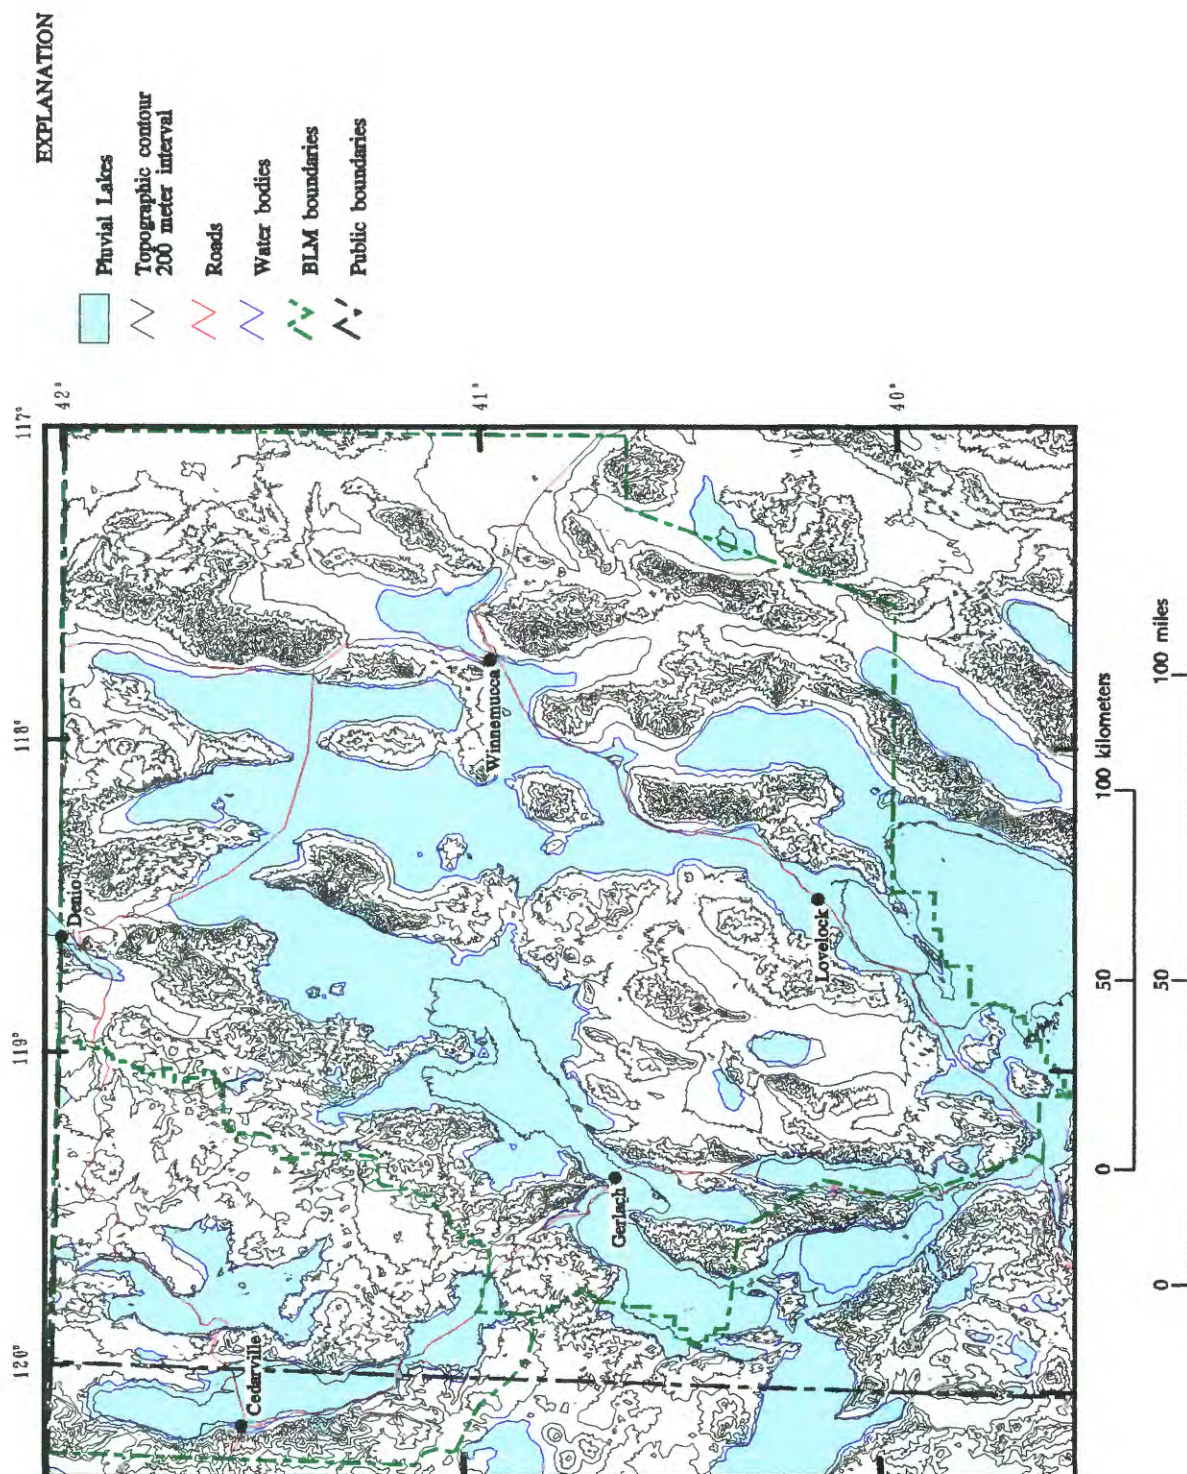 EXPLANATION
Pluvial Lakes
Topographic contour
200 meter interval
Roads
Water bodies
BLM boundaries
Public boundaries
120°
119°
118°
117°
42°
41°
40°
Denio
Cedarville
Winnemucca
Gerlach
Lovelock
0
50
100 kilometers
0
50
100 miles